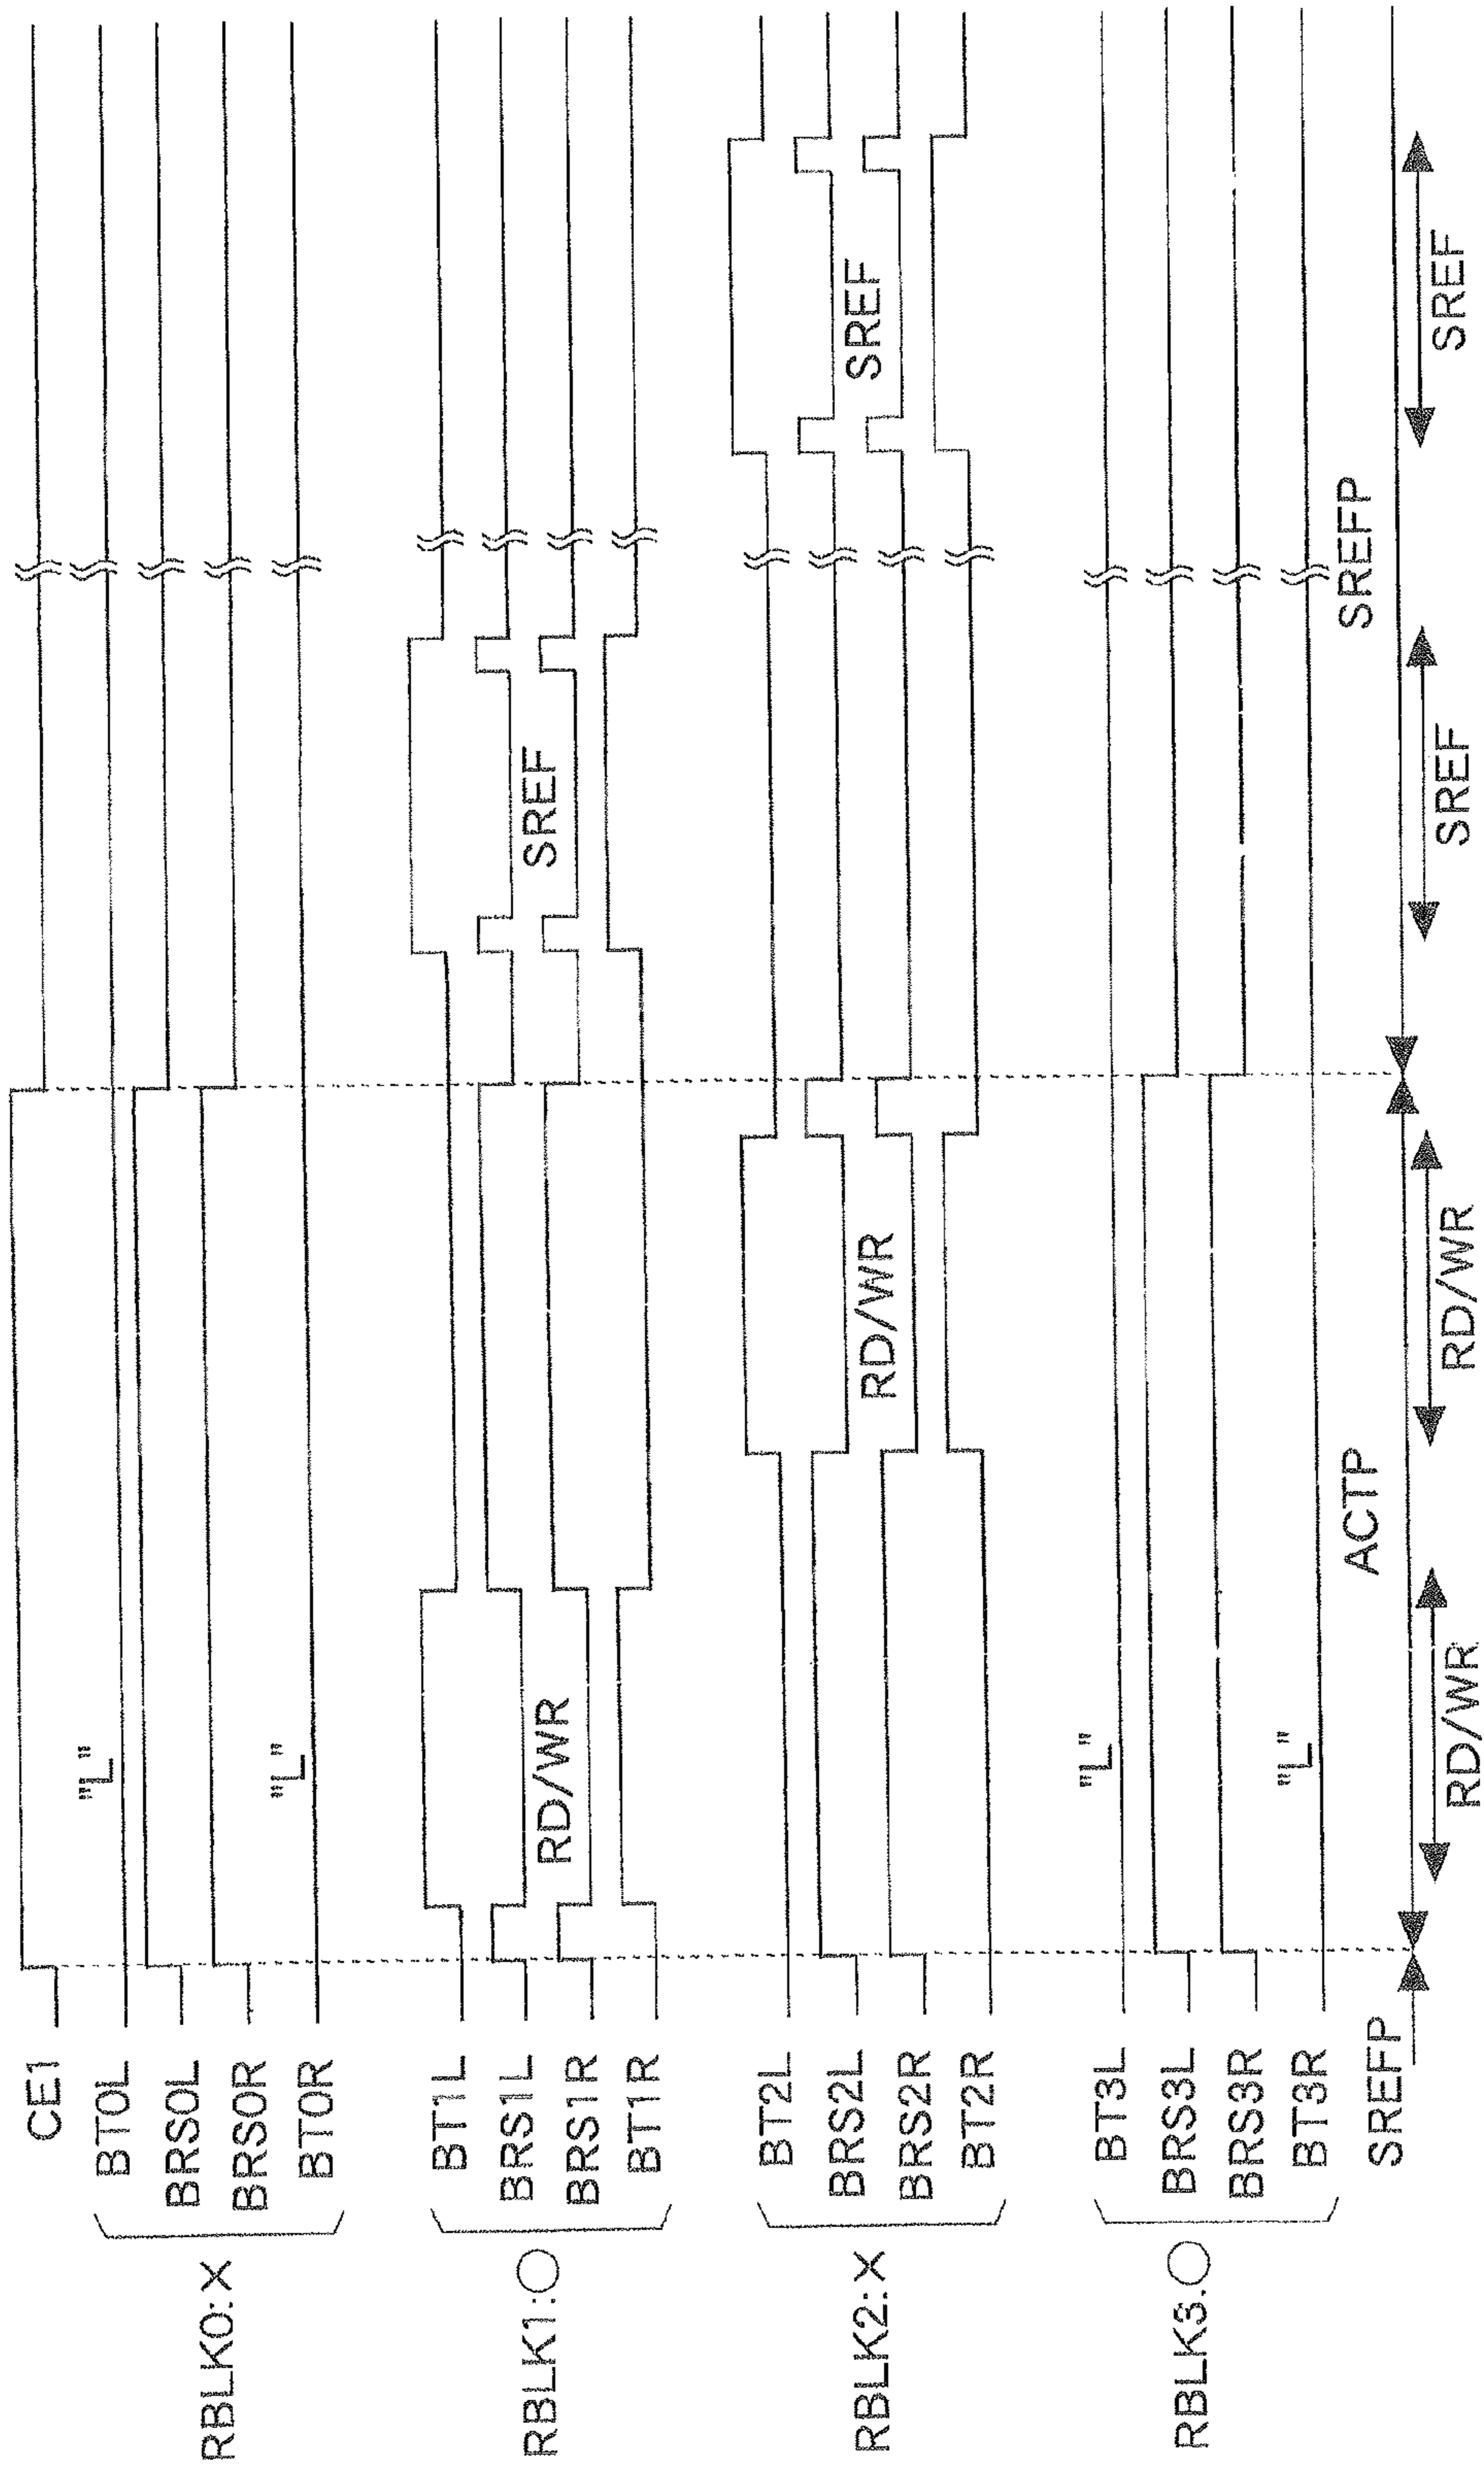 CE1
RBLK0:×
BT0L "L"
BRS0L
BRS0R
BT0R "L"
RBLK1:○
BT1L
BRS1L
RD/WR SREF
BRS1R
BT1R
RBLK2:×
BT2L
BRS2L
RD/WR SREF
BRS2R
BT2R
RBLK3:○
BT3L "L"
BRS3L
BRS3R
BT3R "L"
SREFP ACTP SREFP
RD/WR RD/WR SREF SREF